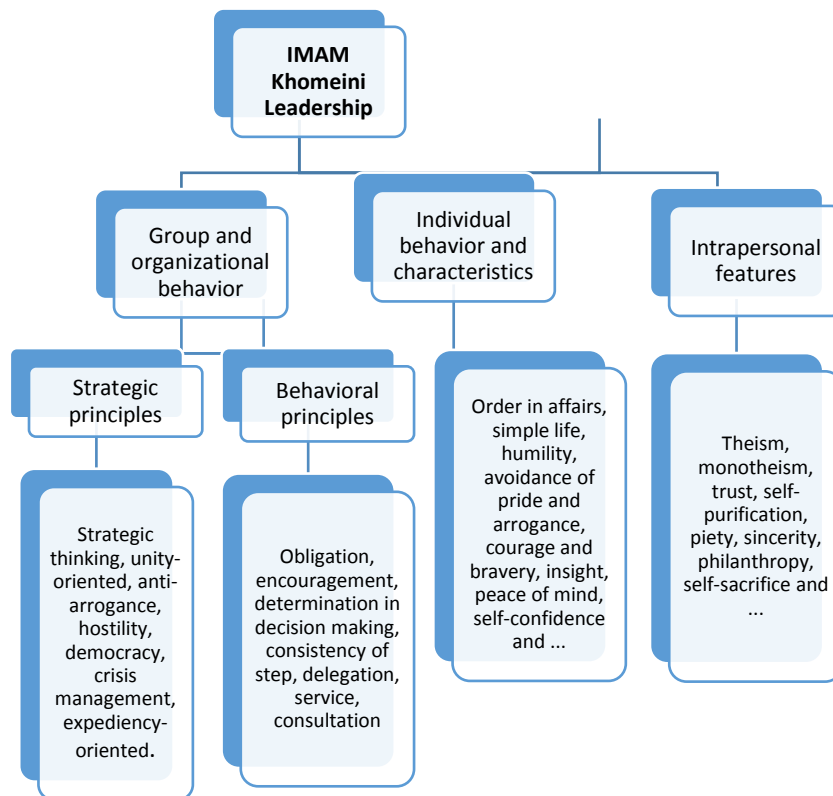 IMAM
Khomeini
Leadership
Group and
organizational
behavior
Individual
behavior and
characteristics
Intrapersonal
features
Strategic
principles
Behavioral
principles
Strategic
thinking, unity-
oriented, anti-
arrogance,
hostility,
democracy,
crisis
management,
expediency-
oriented.
Obligation,
encouragement,
determination in
decision making,
consistency of
step, delegation,
service,
consultation
Order in affairs,
simple life,
humility,
avoidance of
pride and
arrogance,
courage and
bravery, insight,
peace of mind,
self-confidence
and ...
Theism,
monotheism,
trust, self-
purification,
piety, sincerity,
philanthropy,
self-sacrifice and
...